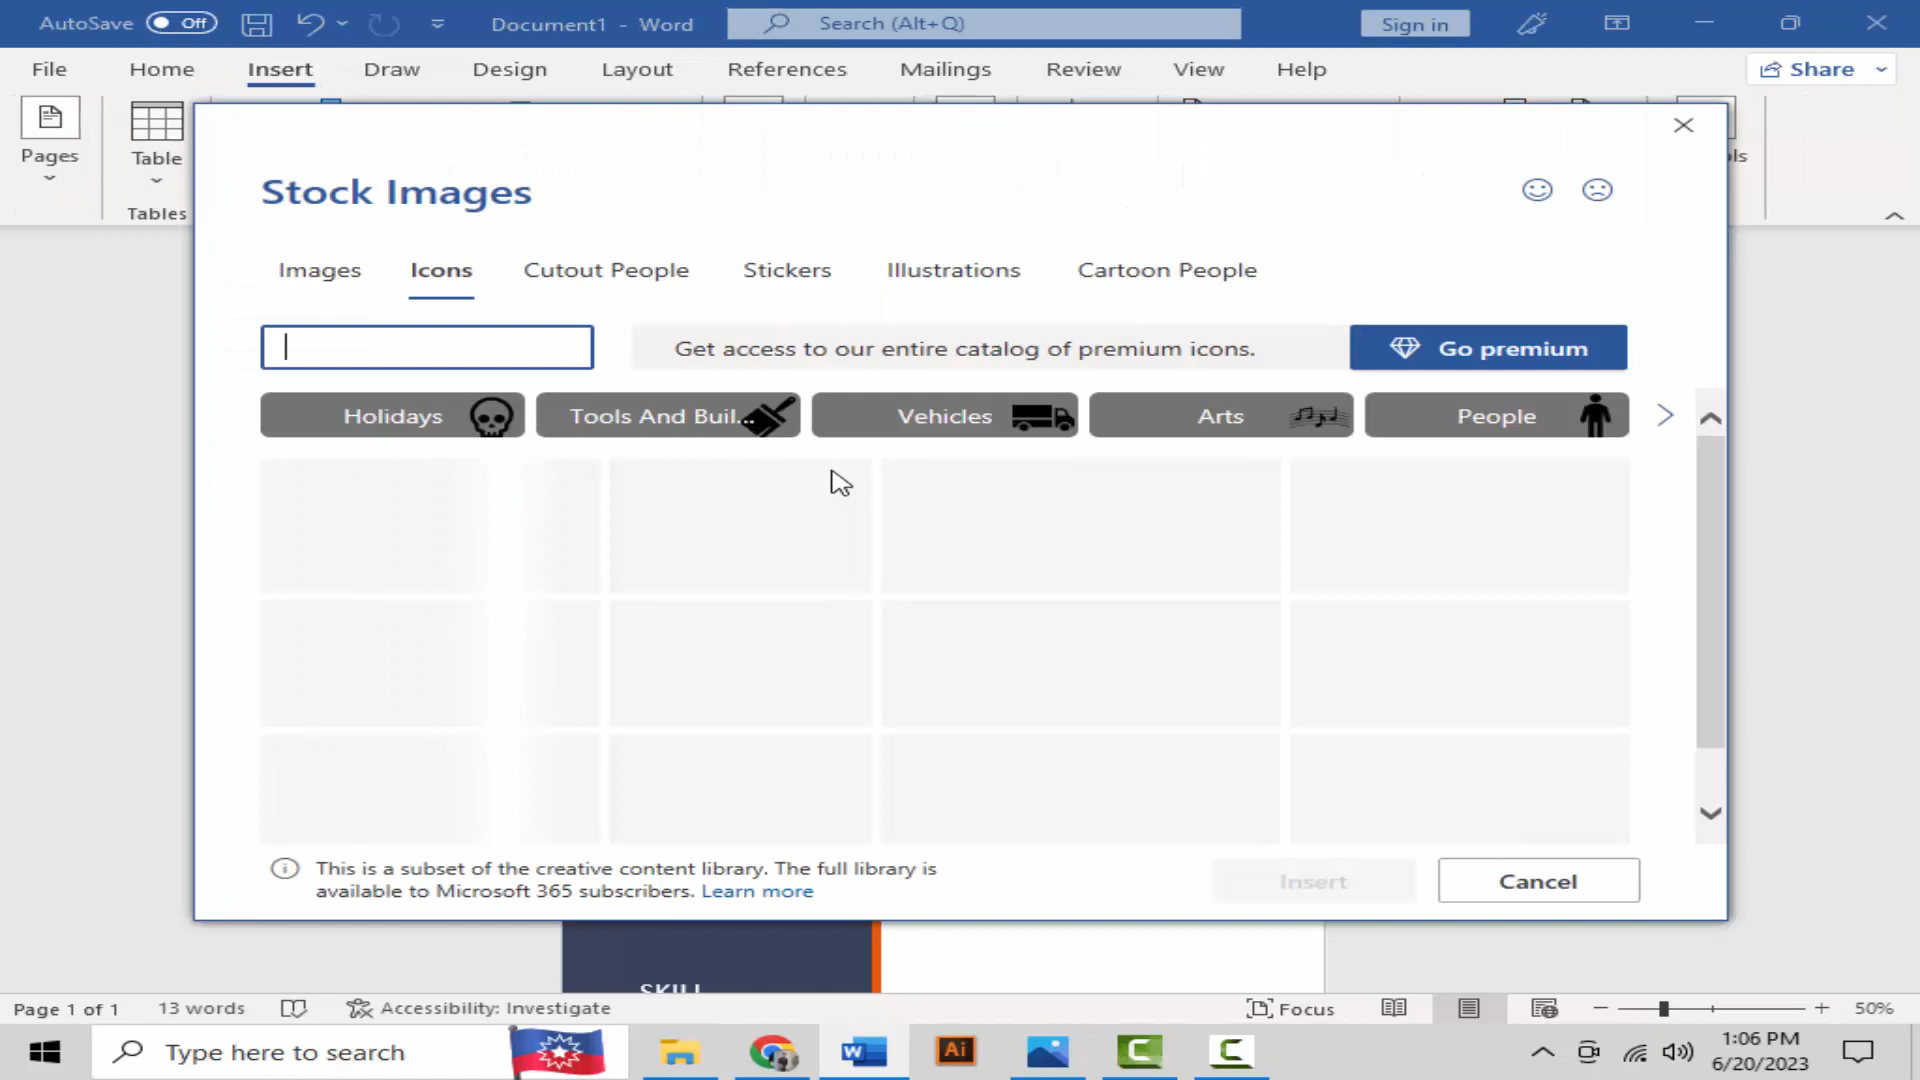 AutoSave Off Document1 - Word Search (Alt+Q) Sign in
File Home Insert Draw Design Layout References Mailings Review View Help Share
Pages Table
Tables
Stock Images
Images Icons Cutout People Stickers Illustrations Cartoon People
Get access to our entire catalog of premium icons. Go premium
Holidays Tools And Buil... Vehicles Arts People
This is a subset of the creative content library. The full library is
available to Microsoft 365 subscribers. Learn more
Insert Cancel
SKILL
Page 1 of 1 13 words Accessibility: Investigate Focus 50%
Type here to search Ai 1:06 PM
6/20/2023